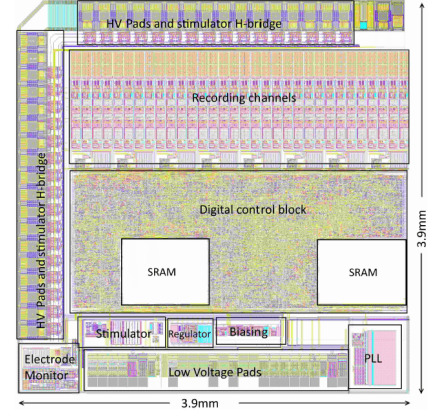 HV Pads and stimulator H-bridge
Recording channels
HV Pads and stimulator H-bridge
Digital control block
SRAM
SRAM
3.9mm
Stimulator
Regulator
Biasing
Electrode
Monitor
Low Voltage Pads
PLL
3.9mm